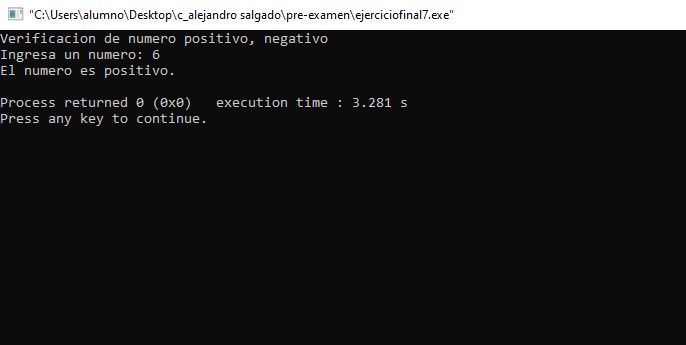 "C:\Users\alumno\Desktop\c_alejandro salgado\pre-examen\ejerciciofinal7.exe"
Verificacion de numero positivo, negativo
Ingresa un numero: 6
El numero es positivo.
Process returned 0 (0x0)   execution time : 3.281 s
Press any key to continue.